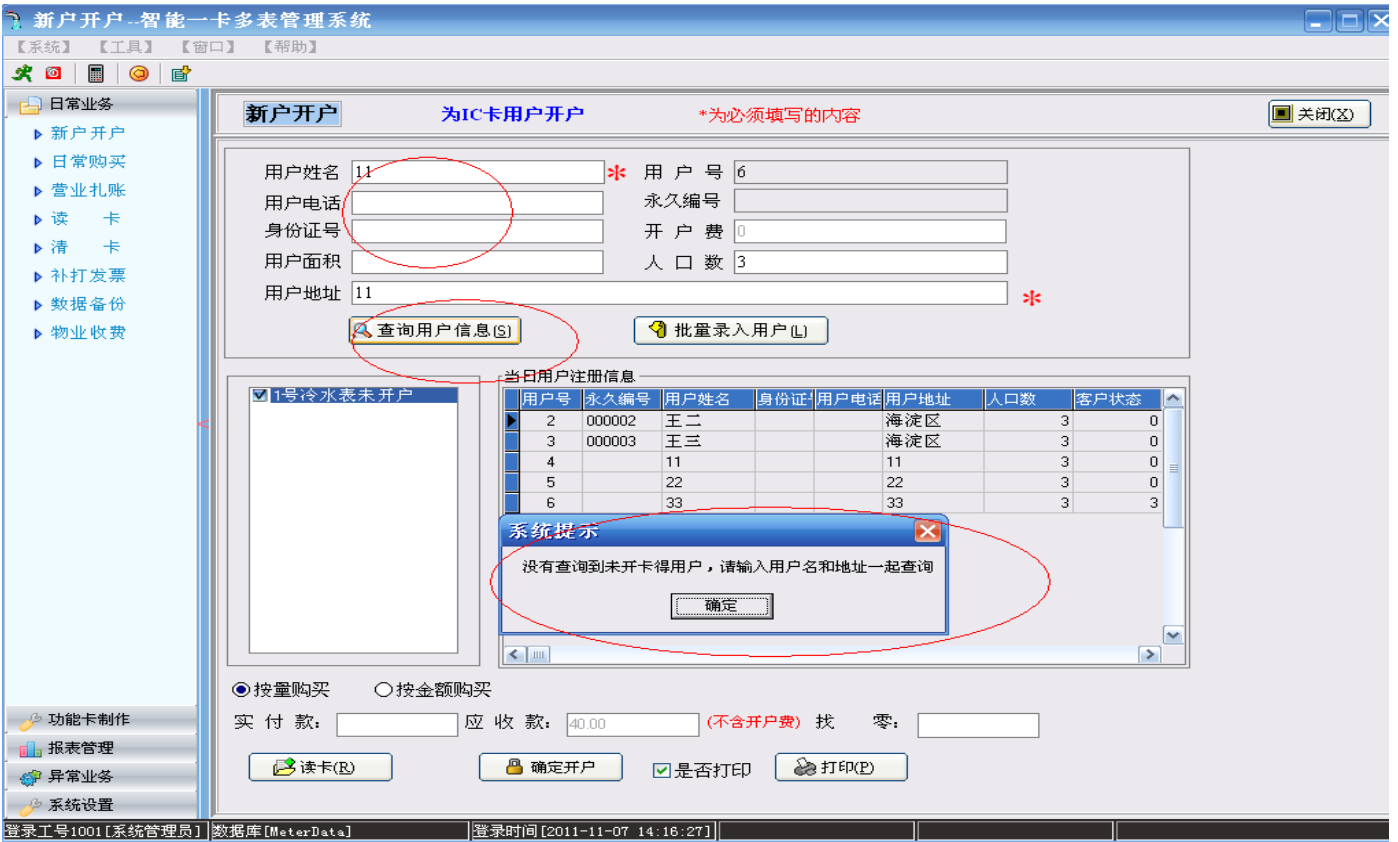 新户开户--智能一卡多表管理系统
【系统】 【工具】 【窗口】 【帮助】
日常业务
新户开户
日常购买
营业扎账
读 卡
清 卡
补打发票
数据备份
物业收费
功能卡制作
报表管理
异常业务
系统设置
新户开户 为IC卡用户开户 *为必须填写的内容 关闭(X)
用户姓名 11 * 用 户 号 6
用户电话 永久编号
身份证号 开 户 费 0
用户面积 人 口 数 3
用户地址 11 *
查询用户信息(S) 批量录入用户(L)
1号冷水表未开户
当日用户注册信息
用户号 永久编号 用户姓名 身份证 用户电话 用户地址 人口数 客户状态
2 000002 王二 海淀区 3 0
3 000003 王三 海淀区 3 0
4 11 11 3 0
5 22 22 3 0
6 33 33 3 3
系统提示
没有查询到未开卡得用户，请输入用户名和地址一起查询
确定
按量购买 按金额购买
实 付 款： 应 收 款： 40.00 (不含开户费) 找 零：
读卡(R) 确定开户 是否打印 打印(P)
登录工号1001[系统管理员] 数据库[MeterData] 登录时间[2011-11-07 14:16:27]